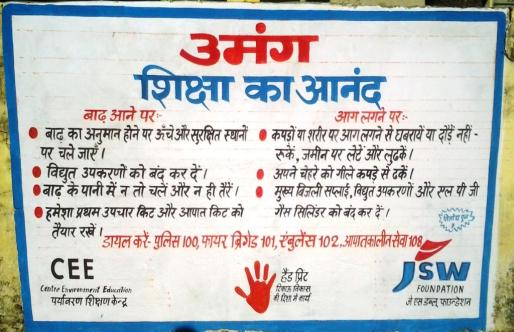 उमंग
शिक्षा का आनंद
बाढ़ आने पर:-
बाढ़ का अनुमान होने पर ऊँचे और सुरक्षित स्थानों
पर चले जाएँ।
विद्युत उपकरणों को बंद कर दें।
बाढ़ के पानी में न तो चलें और न ही तैरें।
हमेशा प्रथम उपचार किट और आपात किट को
तैयार रखें।
आग लगने पर:-
कपड़ों या शरीर पर आग लगने से घबरायें या दौड़ें नहीं -
रुकें, जमीन पर लेटें और लुढ़कें।
अपने चेहरे को गीले कपड़े से ढकें।
मुख्य बिजली सप्लाई, विद्युत उपकरणों और एल पी जी
गैस सिलिंडर को बंद कर दें।
डायल करें- पुलिस 100, फायर ब्रिगेड 101, एंबुलेंस 102, आपातकालीन सेवा 108
CEE
Centre Environment Education
पर्यावरण शिक्षण केन्द्र
हैंड प्रिंट
टिकाऊ विकास
की दिशा में कार्य
JSW
FOUNDATION
जे एस डब्लू फाउन्डेशन